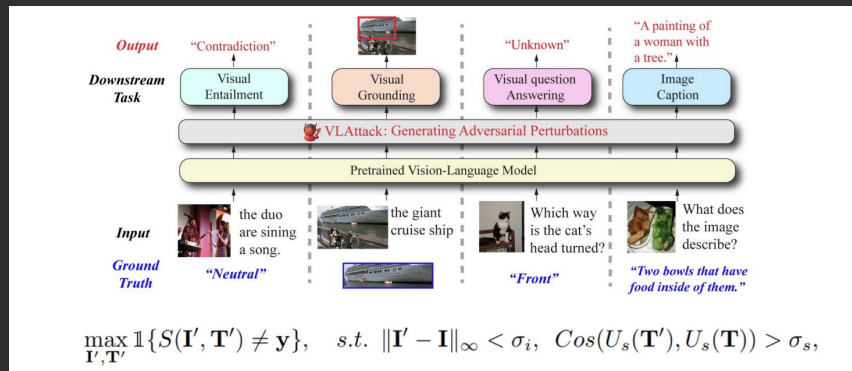 Output
"Contradiction"
"Unknown"
"A painting of
a woman with
a tree."
Downstream
Task
Visual
Entailment
Visual
Grounding
Visual question
Answering
Image
Caption
VLAttack: Generating Adversarial Perturbations
Pretrained Vision-Language Model
Input
the duo
are sining
a song.
the giant
cruise ship
Which way
is the cat's
head turned?
What does
the image
describe?
Ground
Truth
"Neutral"
"Front"
"Two bowls that have
food inside of them."
max 𝟙{S(I′, T′) ≠ y}, s.t. ‖I′ − I‖∞ < σᵢ, Cos(Uₛ(T′), Uₛ(T)) > σₛ,
I′,T′